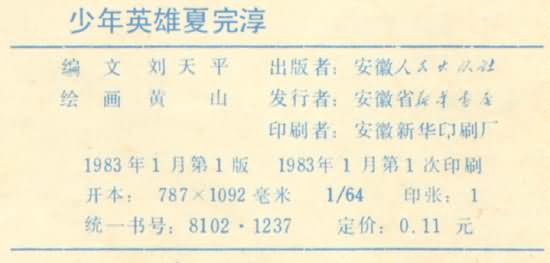 少年英雄夏完淳
编 文 刘天平 出版者：安徽人民出版社
绘 画 黄 山 发行者：安徽省新华书店
印刷者：安徽新华印刷厂
1983年1月第1版 1983年1月第1次印刷
开本：787×1092毫米 1/64 印张：1
统一书号：8102·1237 定价：0.11元